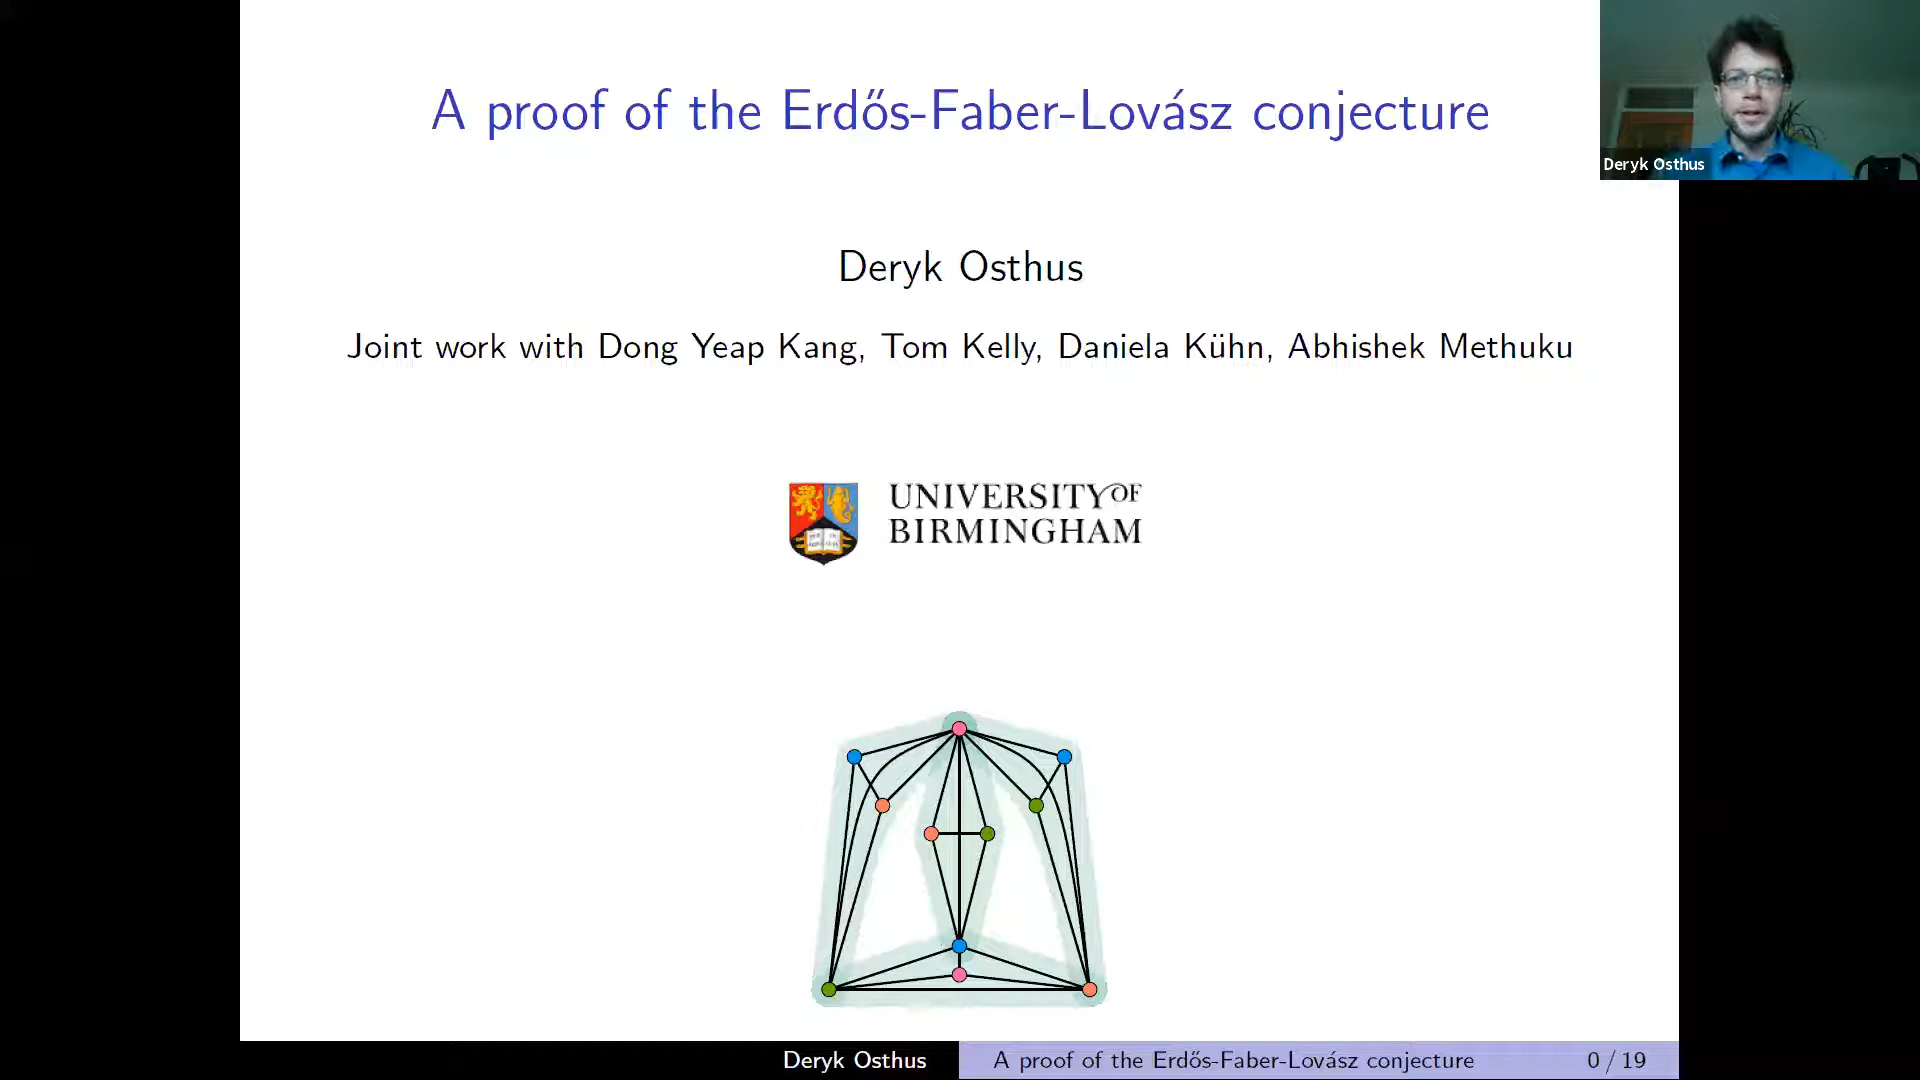 A proof of the Erdős-Faber-Lovász conjecture
Deryk Osthus
Deryk Osthus
Joint work with Dong Yeap Kang, Tom Kelly, Daniela Kühn, Abhishek Methuku
UNIVERSITY OF
BIRMINGHAM
Deryk Osthus
A proof of the Erdős-Faber-Lovász conjecture
0 / 19